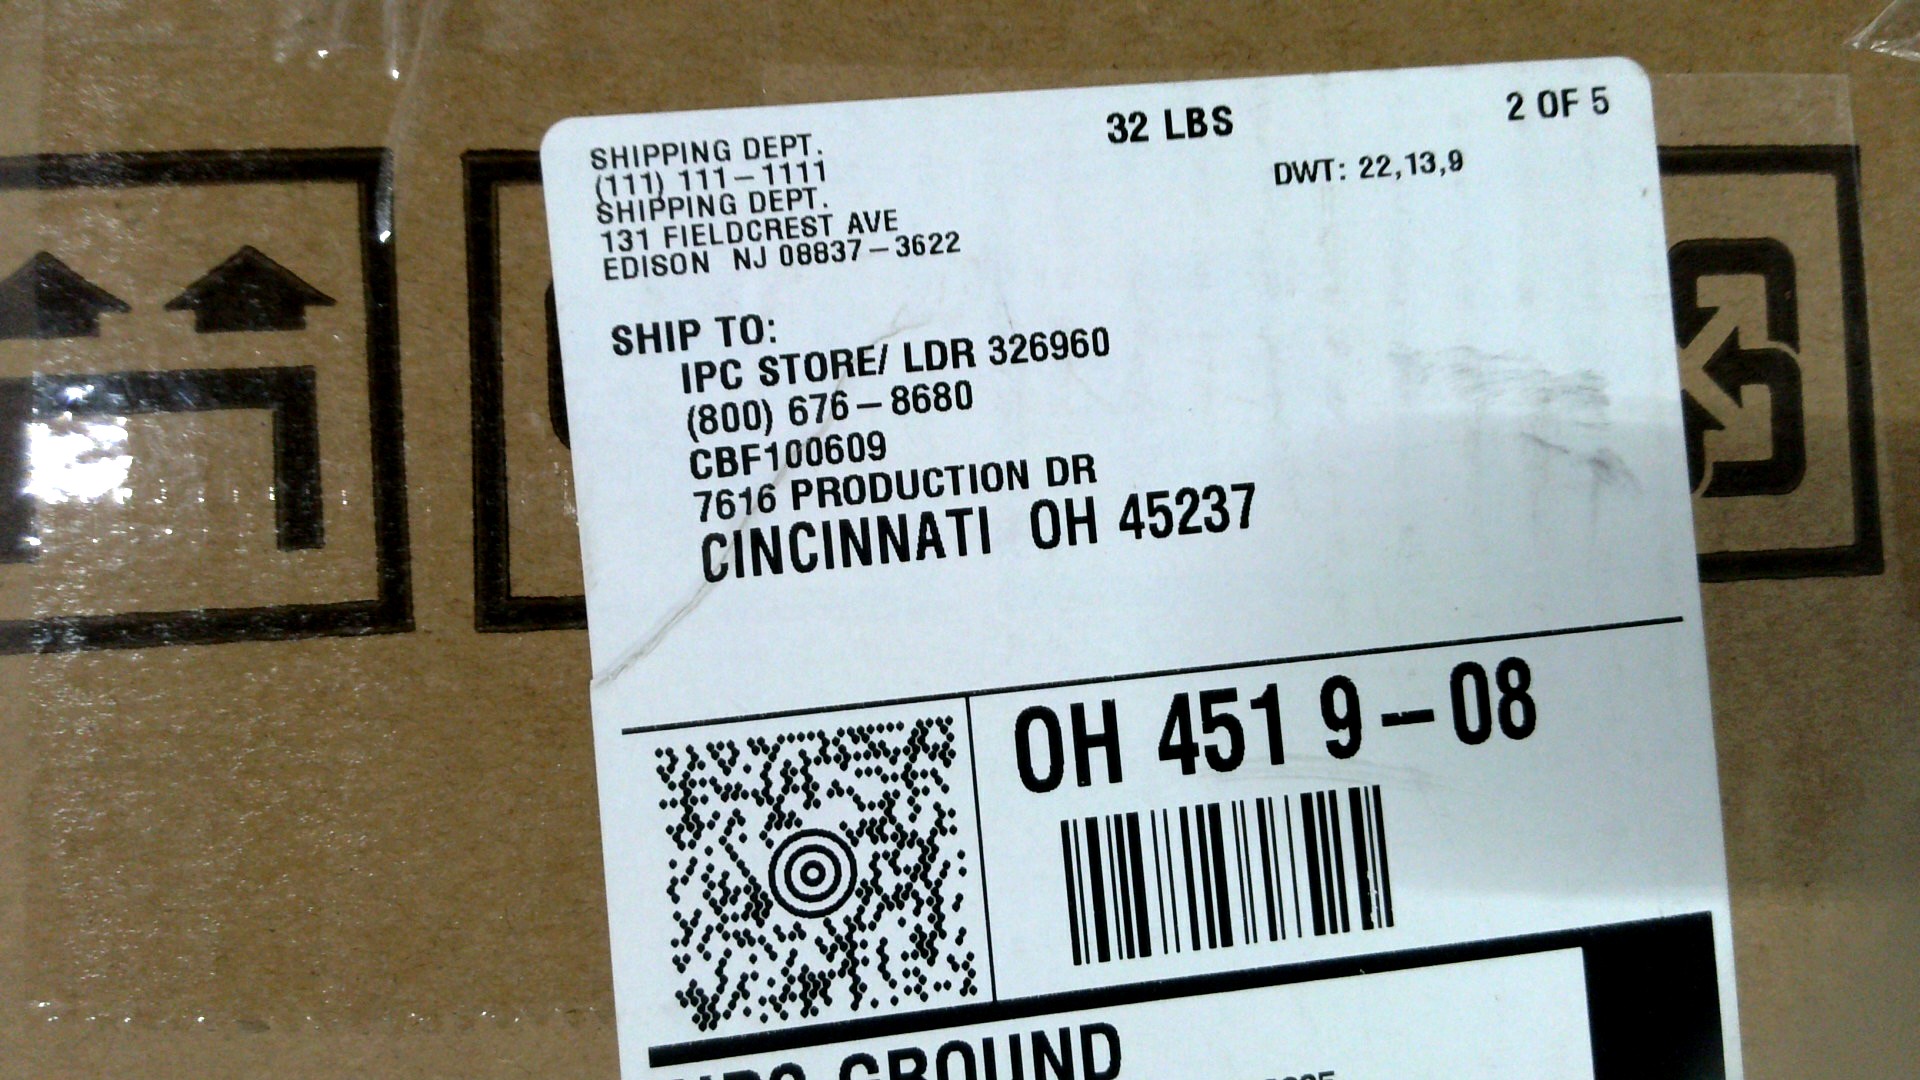 SHIPPING DEPT.
(111) 111-1111
SHIPPING DEPT.
131 FIELDCREST AVE
EDISON NJ 08837-3622
32 LBS
2 OF 5
DWT: 22,13,9
SHIP TO:
IPC STORE/ LDR 326960
(800) 676-8680
CBF100609
7616 PRODUCTION DR
CINCINNATI OH 45237
OH 451 9-08
UPS GROUND